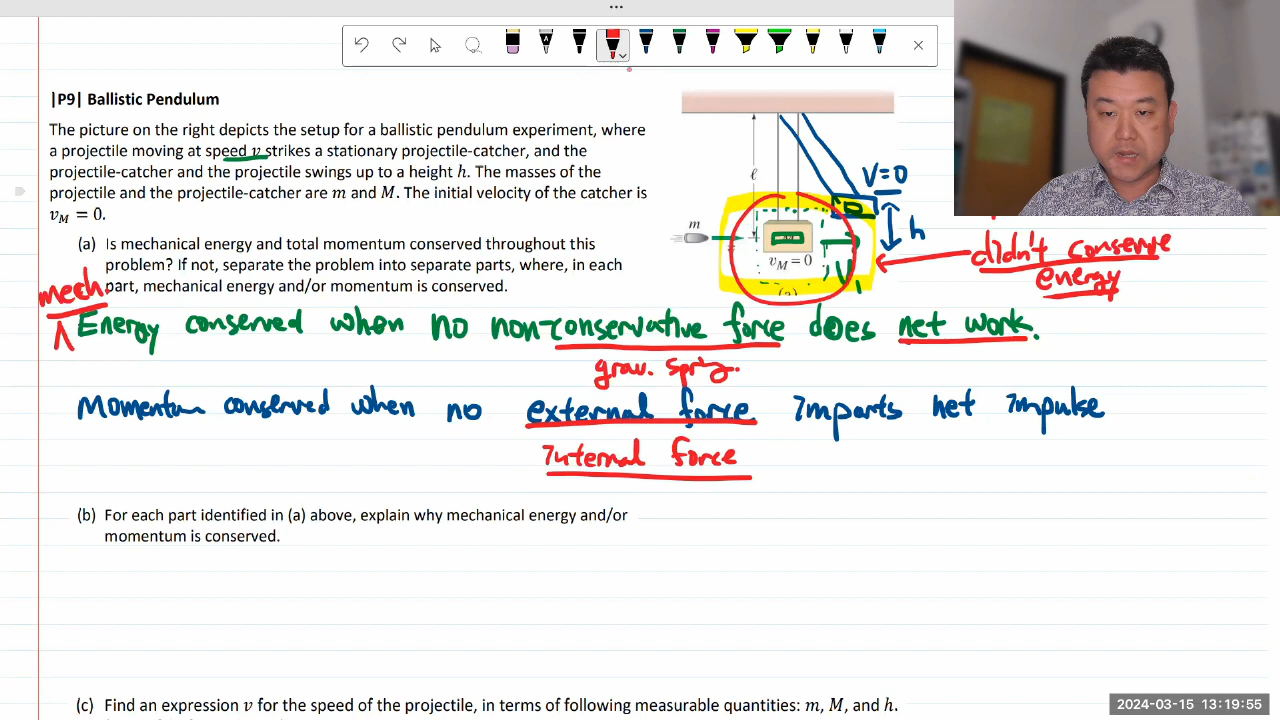 |P9| Ballistic Pendulum
The picture on the right depicts the setup for a ballistic pendulum experiment, where
a projectile moving at speed v strikes a stationary projectile-catcher, and the
projectile-catcher and the projectile swings up to a height h. The masses of the
projectile and the projectile-catcher are m and M. The initial velocity of the catcher is
v_M = 0.
ℓ
V=0
m
h
v_M = 0
V₁
(a)
didn't conserve
energy
(a) Is mechanical energy and total momentum conserved throughout this
problem? If not, separate the problem into separate parts, where, in each
part, mechanical energy and/or momentum is conserved.
mech.
Energy conserved when no non-conservative force does net work.
grav. spring.
Momentum conserved when no external force imparts net impulse
Internal force
(b) For each part identified in (a) above, explain why mechanical energy and/or
momentum is conserved.
(c) Find an expression v for the speed of the projectile, in terms of following measurable quantities: m, M, and h.
2024-03-15 13:19:55